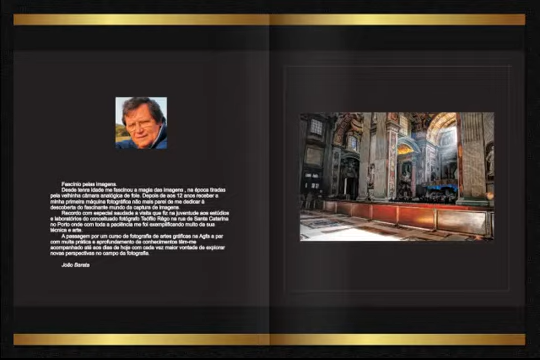 Fascínio pelas imagens
Desde tenra idade me fascinou a magia das imagens , na época tiradas
pela velhinha câmara analógica de fole. Depois de aos 12 anos receber a
minha primeira máquina fotográfica não mais parei de me dedicar à
descoberta do fascinante mundo da captura de imagens.
Recordo com especial saudade a visita que fiz na juventude aos estúdios
e laboratórios do conceituado fotógrafo Teófilo Rêgo na rua de Santa Catarina
no Porto onde com toda a paciência me foi exemplificando muito da sua
técnica e arte.
A passagem por um curso de fotografia de artes gráficas na Agfa a par
com muita prática e aprofundamento de conhecimentos têm-me
acompanhado até aos dias de hoje com cada vez maior vontade de explorar
novas perspectivas no campo da fotografia.
João Barata